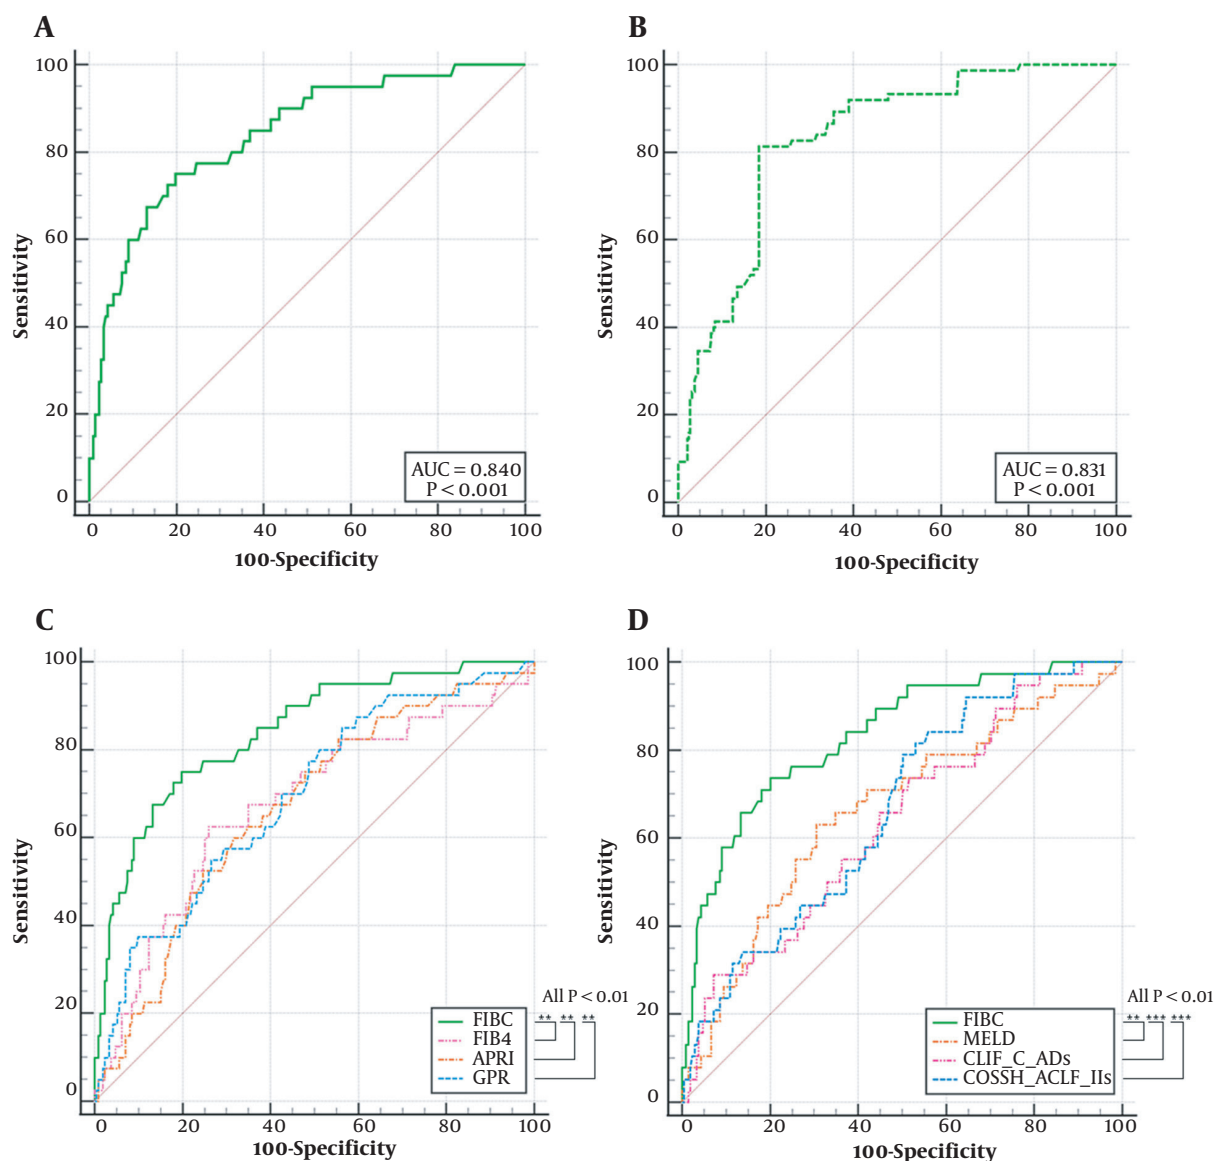 A
Sensitivity
100
80
60
40
20
0
AUC = 0.840
P < 0.001
0 20 40 60 80 100
100-Specificity
B
Sensitivity
100
80
60
40
20
0
AUC = 0.831
P < 0.001
0 20 40 60 80 100
100-Specificity
C
Sensitivity
100
80
60
40
20
0
All P < 0.01
FIBC ** ** **
FIB4
APRI
GPR
0 20 40 60 80 100
100-Specificity
D
Sensitivity
100
80
60
40
20
0
All P < 0.01
FIBC ** *** ***
MELD
CLIF_C_ADs
COSSH_ACLF_IIs
0 20 40 60 80 100
100-Specificity